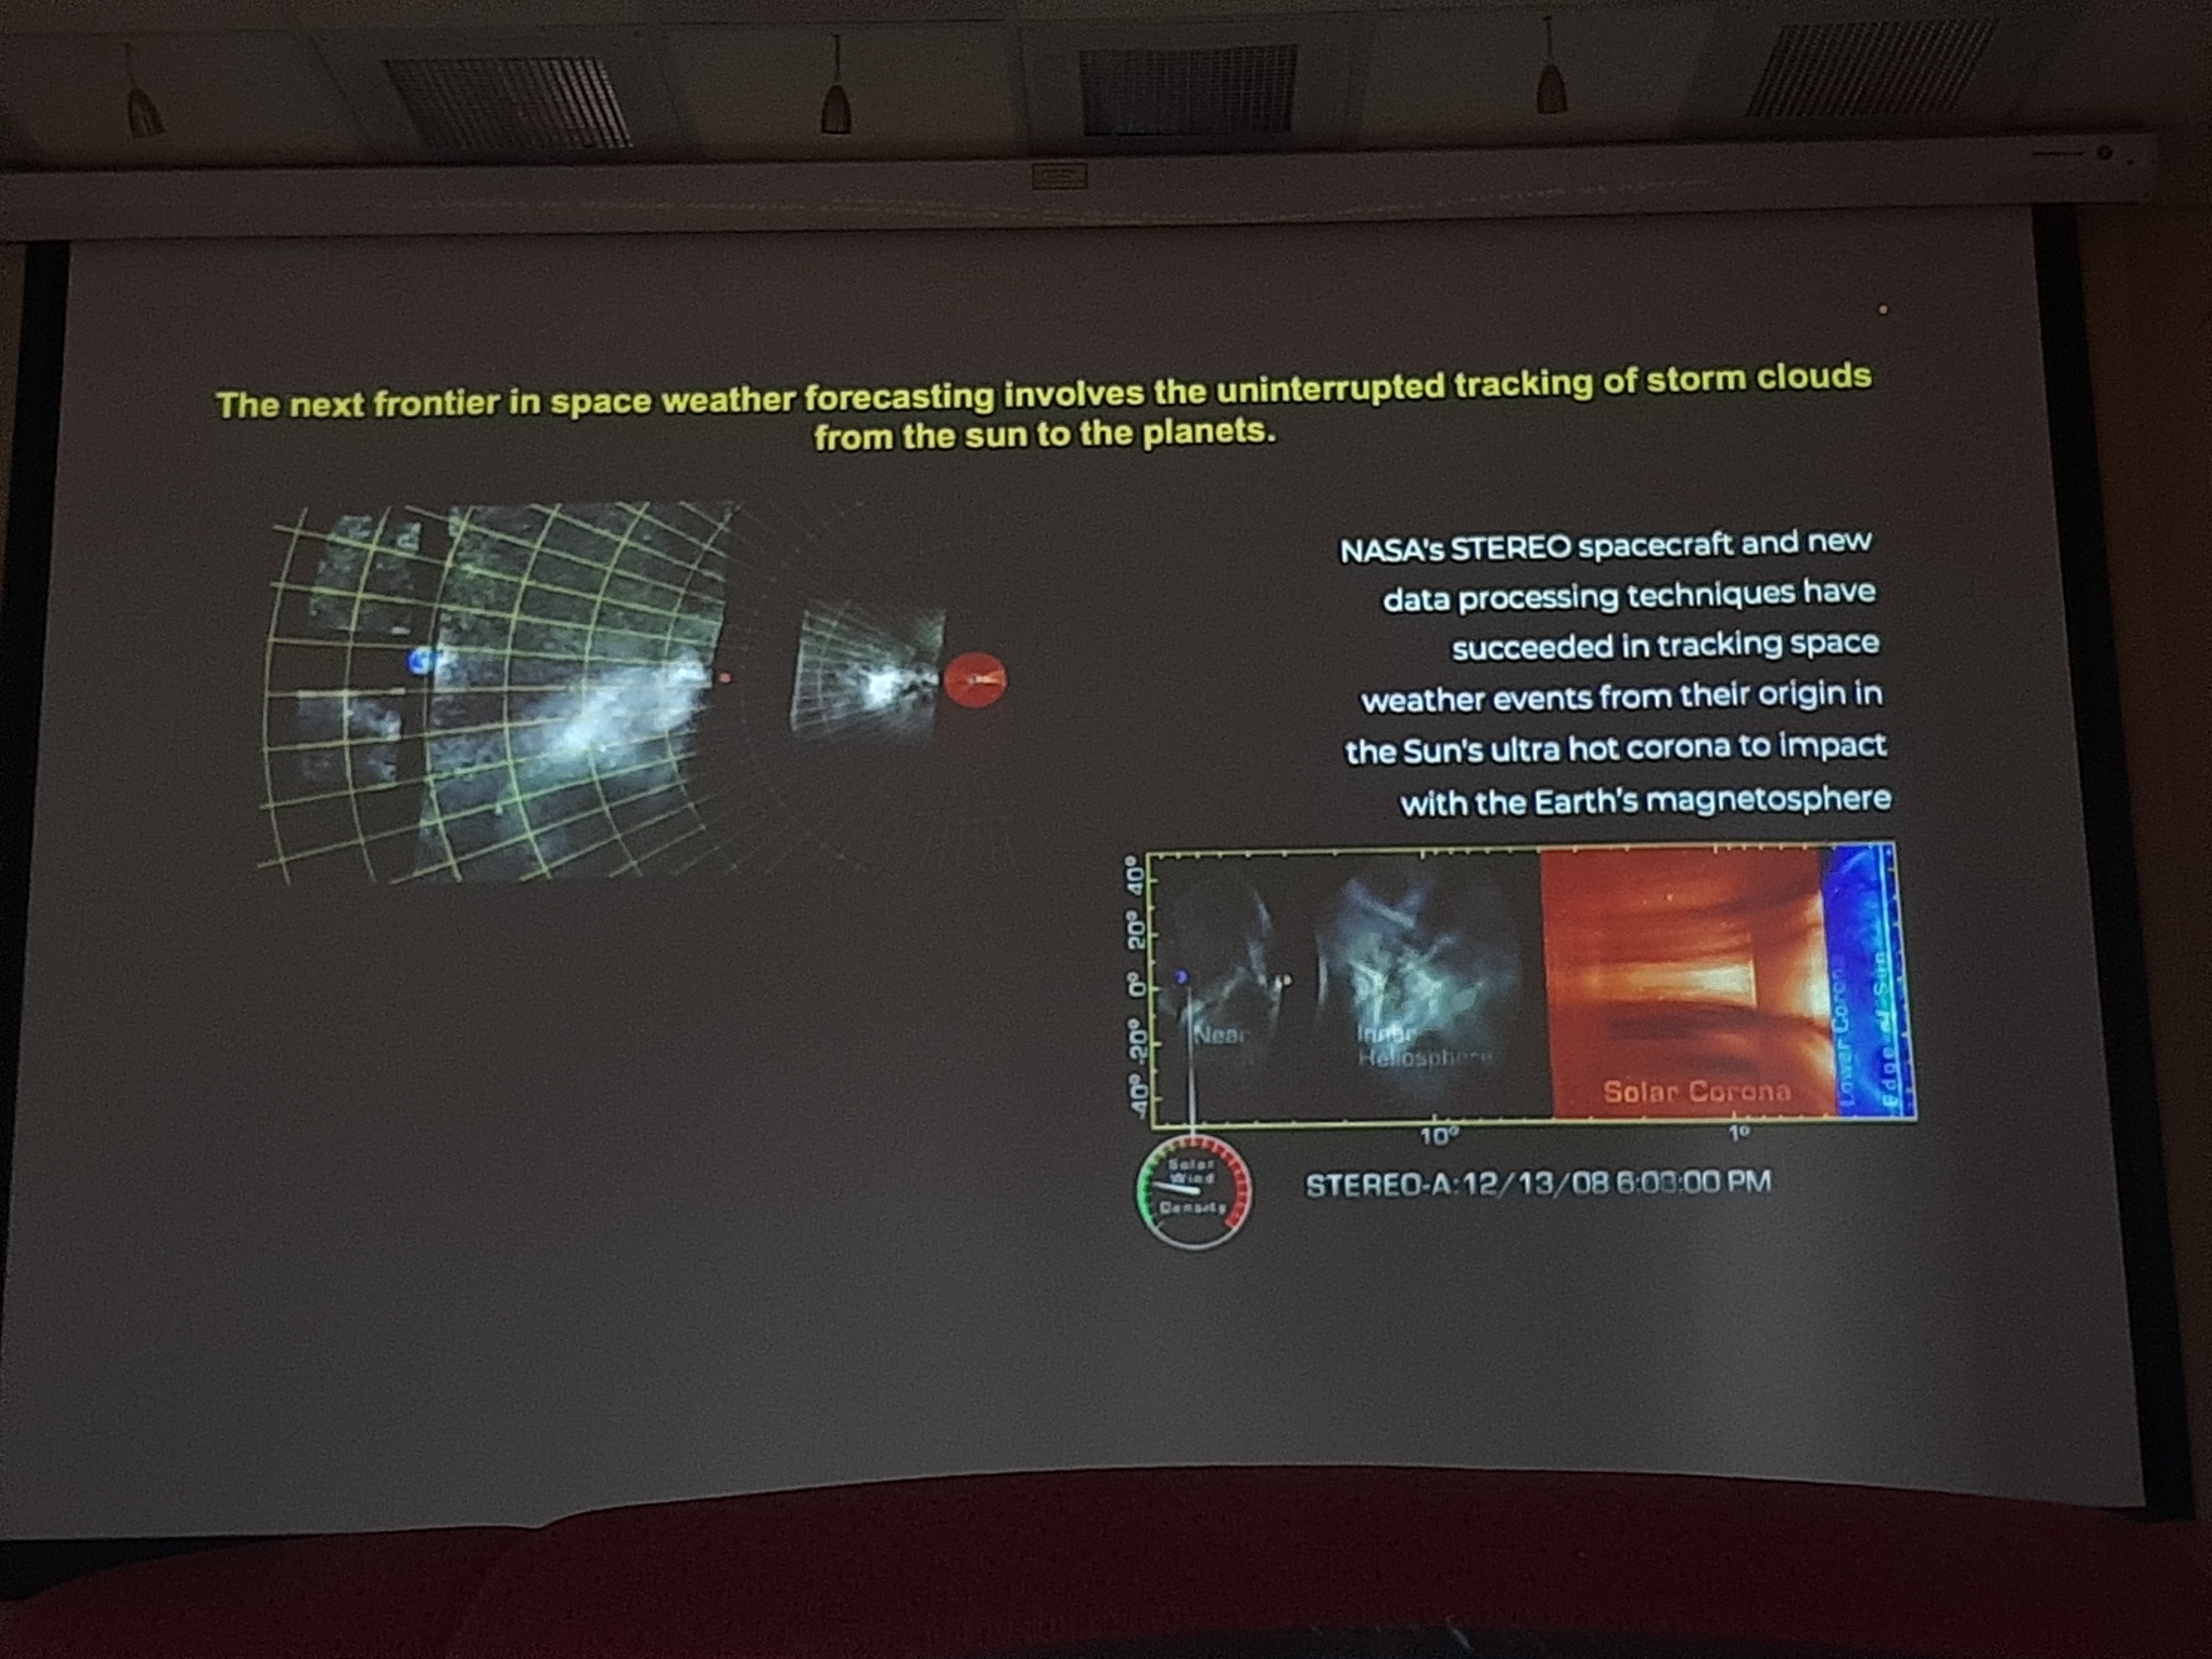 The next frontier in space weather forecasting involves the uninterrupted tracking of storm clouds
from the sun to the planets.
NASA's STEREO spacecraft and new
data processing techniques have
succeeded in tracking space
weather events from their origin in
the Sun's ultra hot corona to impact
with the Earth's magnetosphere
40°
20°
0°
-20°
-40°
Near
Inner
Heliosphere
Solar Corona
Lower Coron
Edge of Sun
10° 1°
Solar
Wind
Density
STEREO-A: 12/13/08 6:00:00 PM